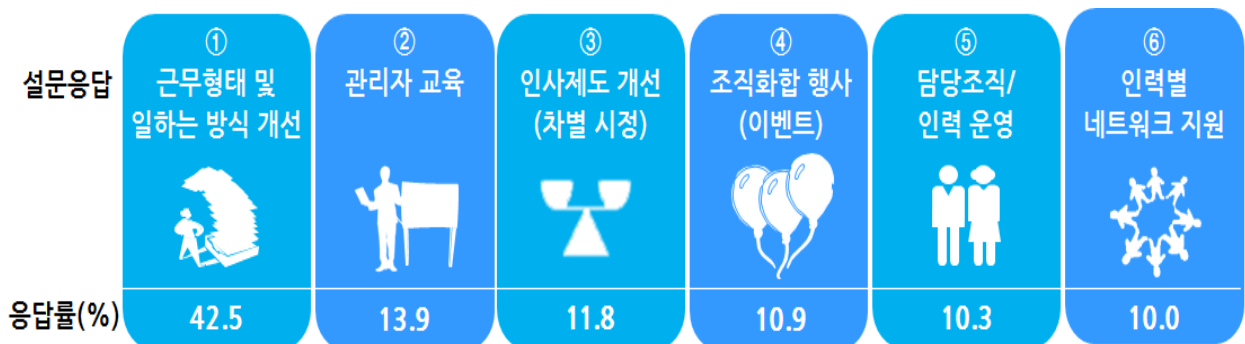 설문응답
①
근무형태 및
일하는 방식 개선
②
관리자 교육
③
인사제도 개선
(차별 시정)
④
조직화합 행사
(이벤트)
⑤
담당조직/
인력 운영
⑥
인력별
네트워크 지원
응답률(%)
42.5
13.9
11.8
10.9
10.3
10.0